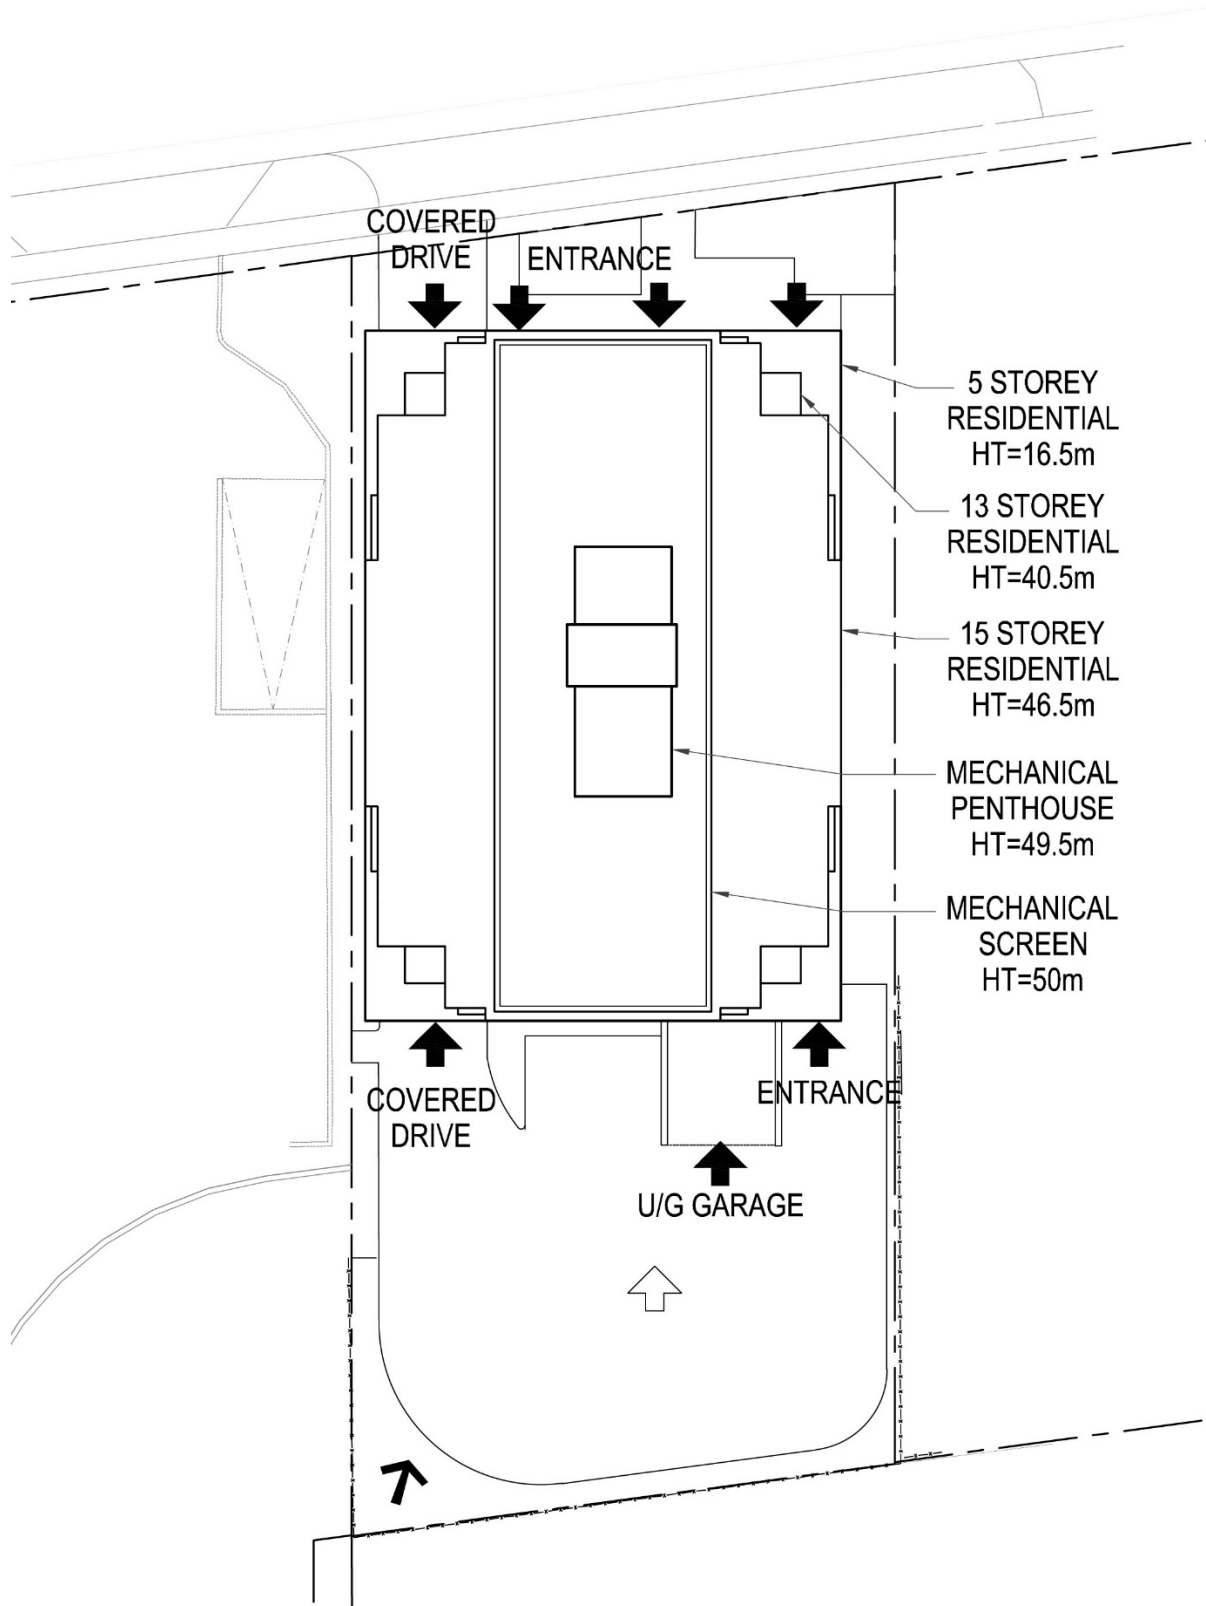 COVERED
DRIVE
ENTRANCE
5 STOREY
RESIDENTIAL
HT=16.5m
13 STOREY
RESIDENTIAL
HT=40.5m
15 STOREY
RESIDENTIAL
HT=46.5m
MECHANICAL
PENTHOUSE
HT=49.5m
MECHANICAL
SCREEN
HT=50m
COVERED
DRIVE
ENTRANCE
U/G GARAGE